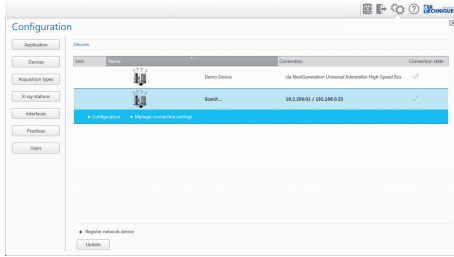 TECHNIQUE
Configuration
Application
Devices
Acquisition types
X-ray stations
Interfaces
Practices
Users
Devices
Unit Name Connection Connection state
Demo Device via NextGeneration Universal Interstellar High-Speed Bus
ScanX... 10.2.200.01 / 192.168.0.25
Configuration Manage connection settings
Register network device
Update